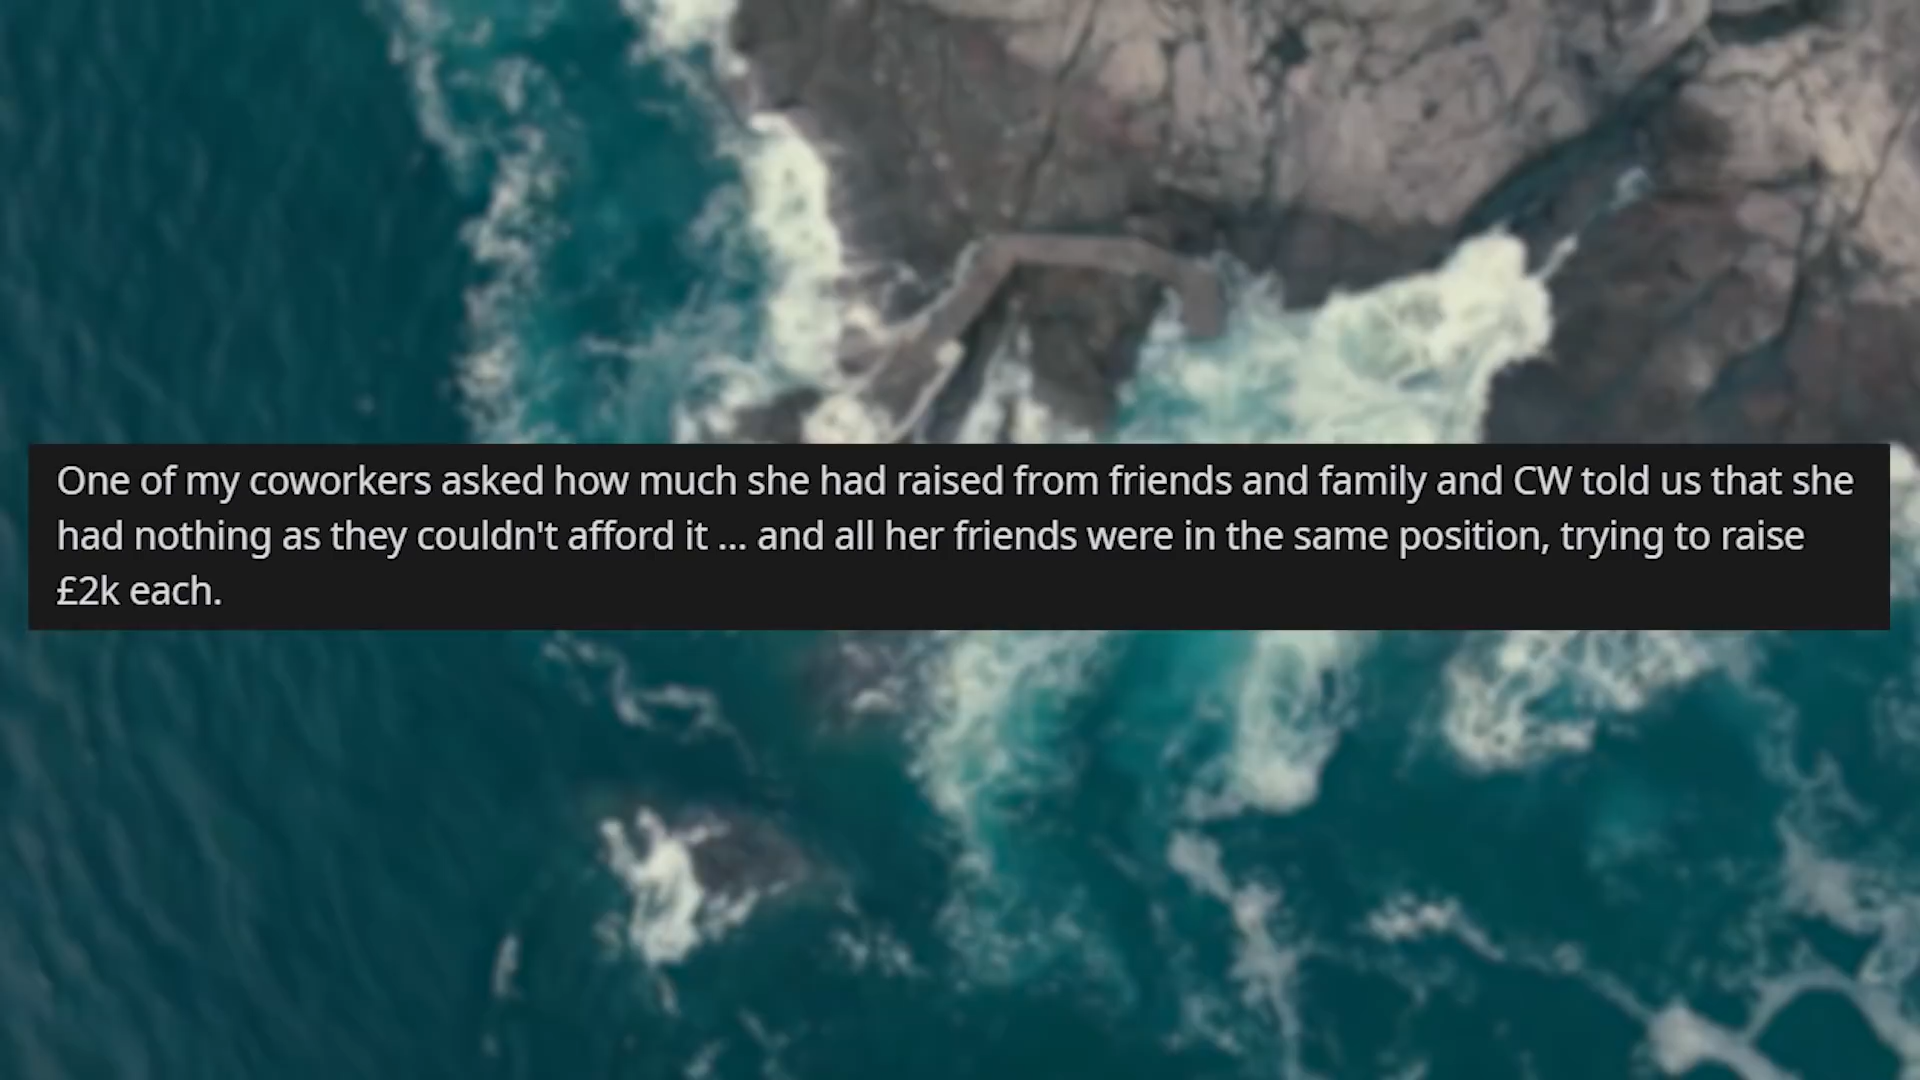 One of my coworkers asked how much she had raised from friends and family and CW told us that she
had nothing as they couldn't afford it ... and all her friends were in the same position, trying to raise
£2k each.